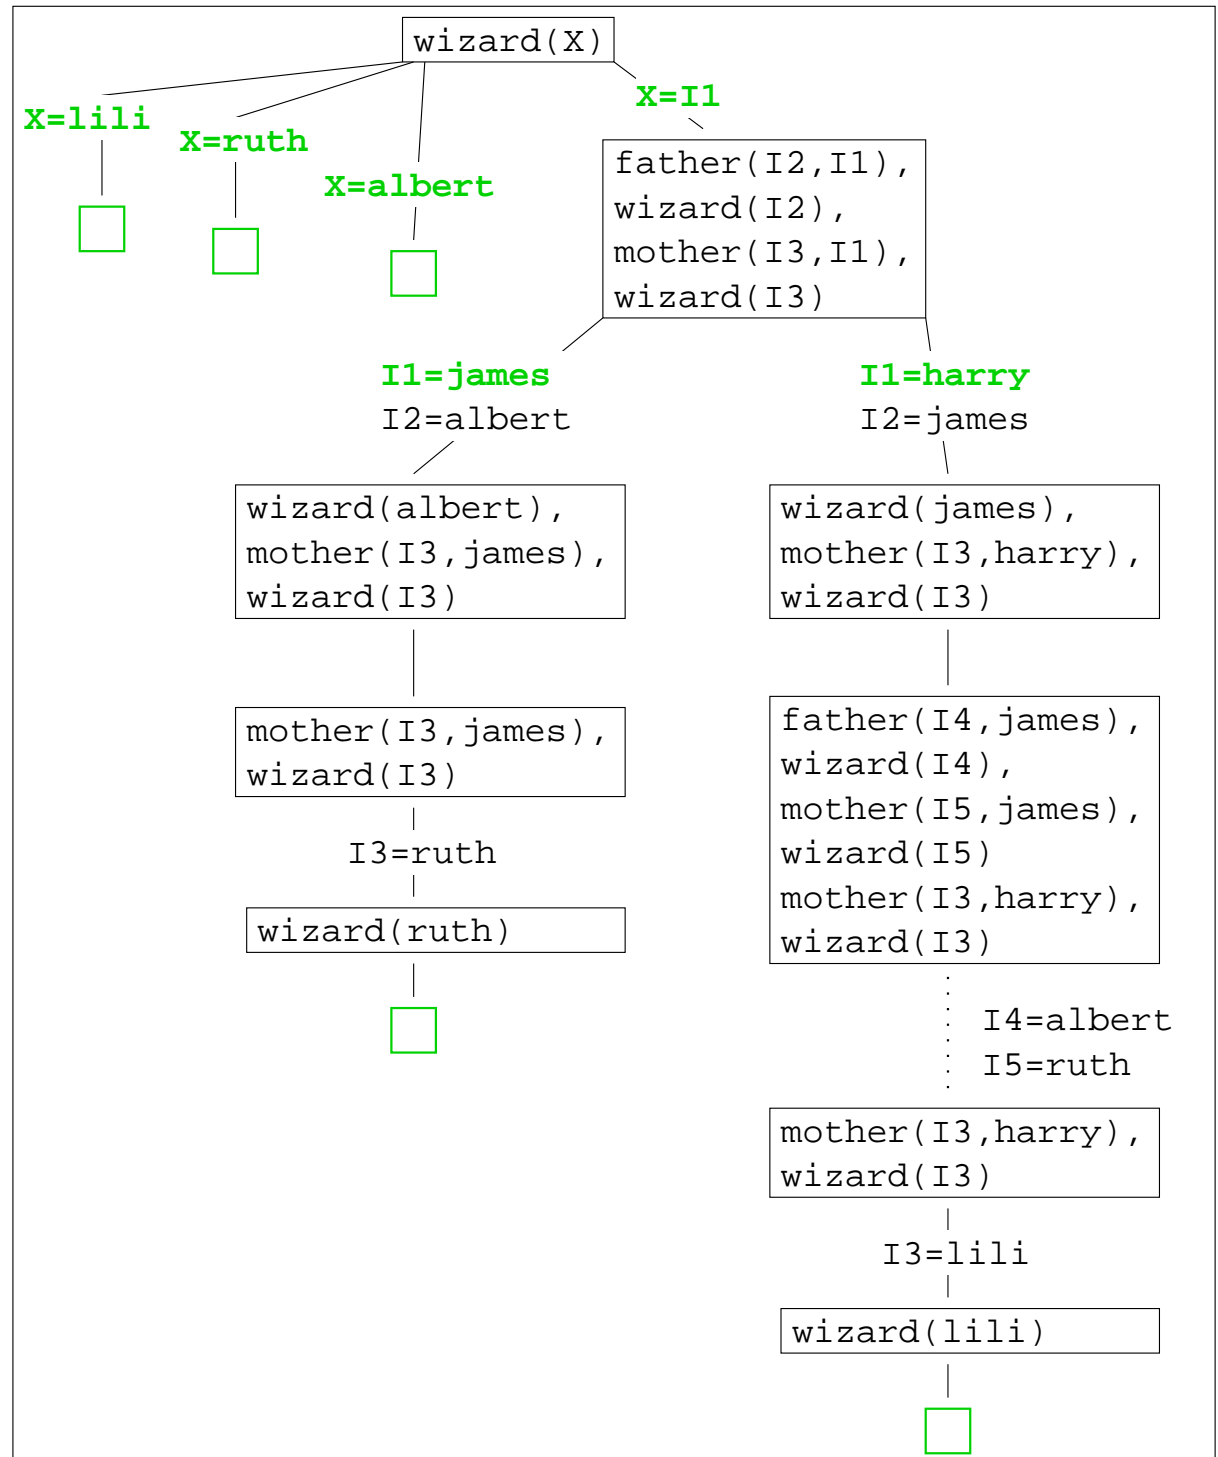 wizard(X)
X=lili
X=ruth
X=albert
X=I1
father(I2,I1),
wizard(I2),
mother(I3,I1),
wizard(I3)
I1=james
I2=albert
wizard(albert),
mother(I3,james),
wizard(I3)
mother(I3,james),
wizard(I3)
I3=ruth
wizard(ruth)
I1=harry
I2=james
wizard(james),
mother(I3,harry),
wizard(I3)
father(I4,james),
wizard(I4),
mother(I5,james),
wizard(I5)
mother(I3,harry),
wizard(I3)
I4=albert
I5=ruth
mother(I3,harry),
wizard(I3)
I3=lili
wizard(lili)